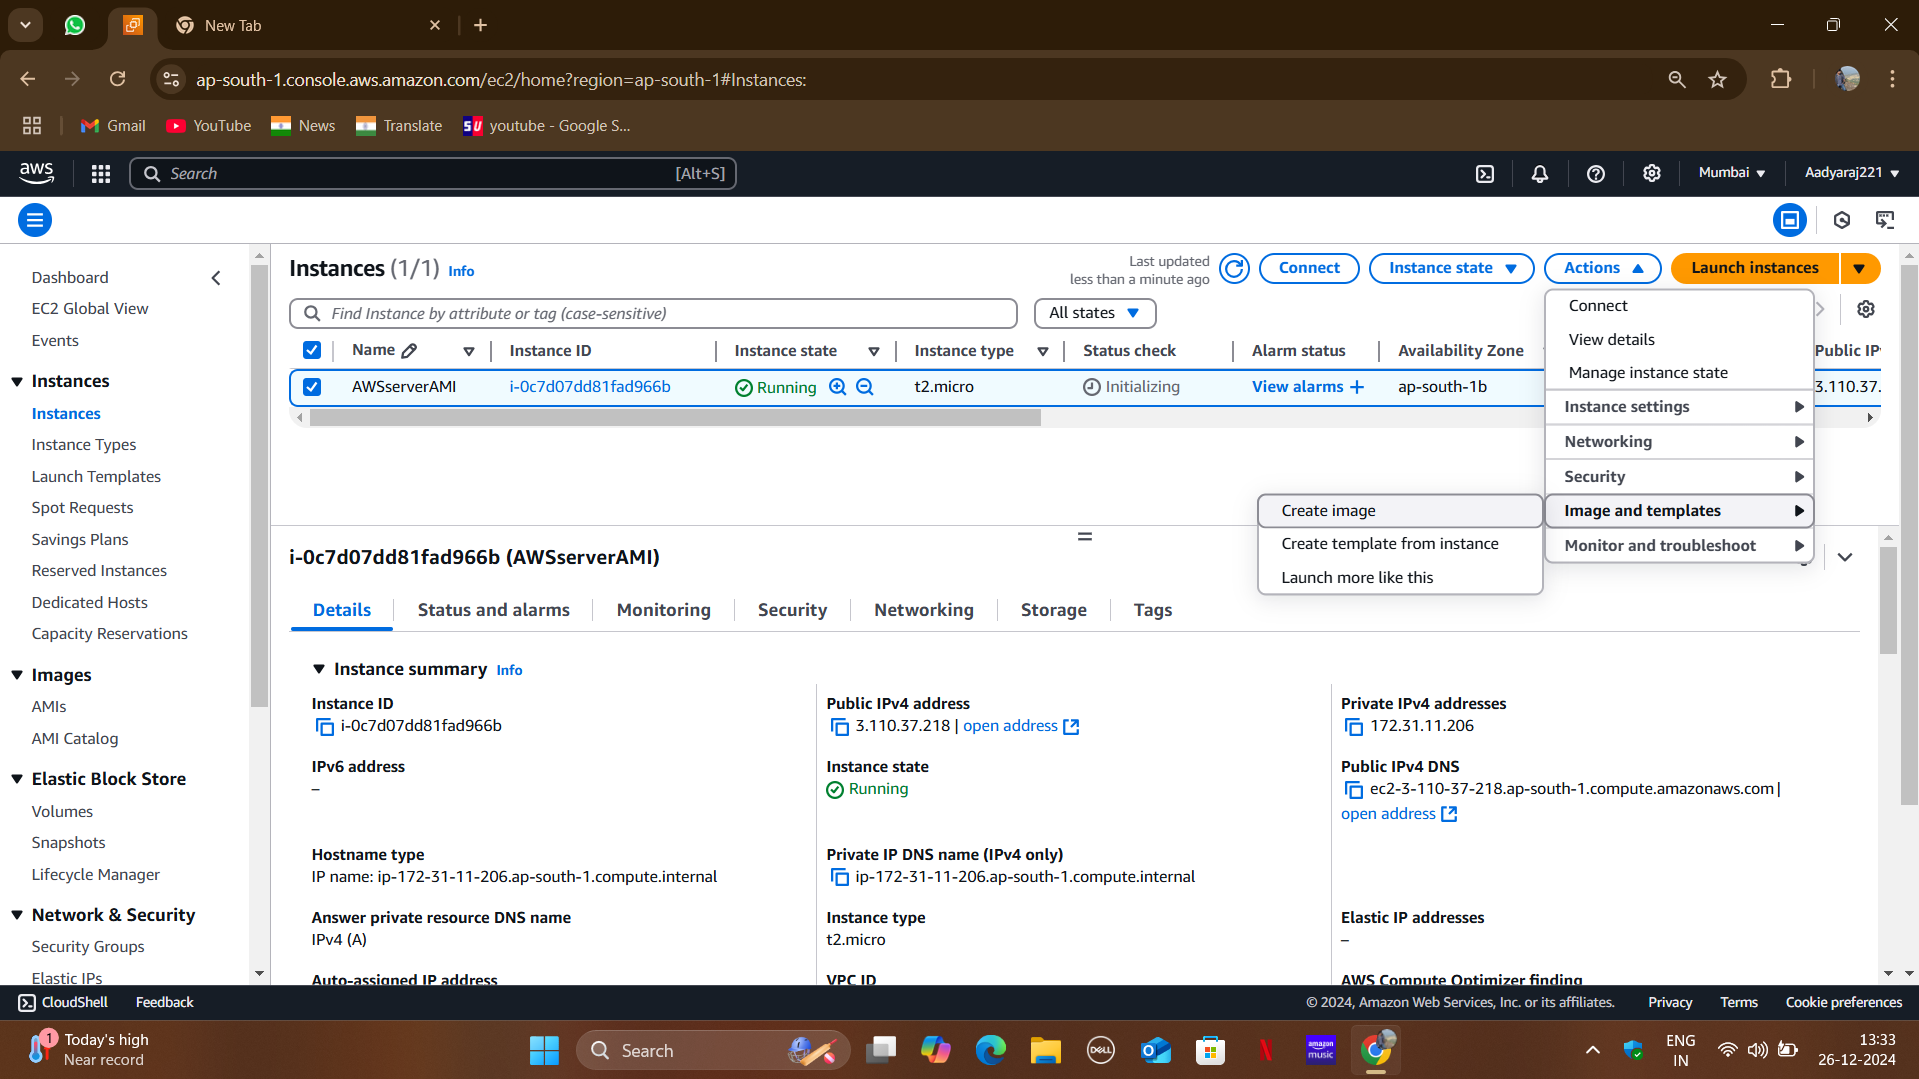 New Tab
ap-south-1.console.aws.amazon.com/ec2/home?region=ap-south-1#Instances:
Gmail
YouTube
News
Translate
SU
youtube - Google S...
aws
Search
[Alt+S]
Mumbai
Aadyaraj221
Dashboard
EC2 Global View
Events
Instances
Instances
Instance Types
Launch Templates
Spot Requests
Savings Plans
Reserved Instances
Dedicated Hosts
Capacity Reservations
Images
AMIs
AMI Catalog
Elastic Block Store
Volumes
Snapshots
Lifecycle Manager
Network & Security
Security Groups
Elastic IPs
Instances (1/1) Info
Last updated
less than a minute ago
Connect
Instance state
Actions
Launch instances
Find Instance by attribute or tag (case-sensitive)
All states
Name
Instance ID
Instance state
Instance type
Status check
Alarm status
Availability Zone
Public IP
AWSserverAMI
i-0c7d07dd81fad966b
Running
t2.micro
Initializing
View alarms +
ap-south-1b
3.110.37.
Connect
View details
Manage instance state
Instance settings
Networking
Security
Image and templates
Monitor and troubleshoot
Create image
Create template from instance
Launch more like this
i-0c7d07dd81fad966b (AWSserverAMI)
Details
Status and alarms
Monitoring
Security
Networking
Storage
Tags
Instance summary Info
Instance ID
i-0c7d07dd81fad966b
Public IPv4 address
3.110.37.218 | open address
Private IPv4 addresses
172.31.11.206
IPv6 address
–
Instance state
Running
Public IPv4 DNS
ec2-3-110-37-218.ap-south-1.compute.amazonaws.com |
open address
Hostname type
IP name: ip-172-31-11-206.ap-south-1.compute.internal
Private IP DNS name (IPv4 only)
ip-172-31-11-206.ap-south-1.compute.internal
Answer private resource DNS name
IPv4 (A)
Instance type
t2.micro
Elastic IP addresses
–
Auto-assigned IP address
VPC ID
AWS Compute Optimizer finding
CloudShell
Feedback
© 2024, Amazon Web Services, Inc. or its affiliates.
Privacy
Terms
Cookie preferences
1
Today's high
Near record
Search
DELL
amazon
music
ENG
IN
13:33
26-12-2024